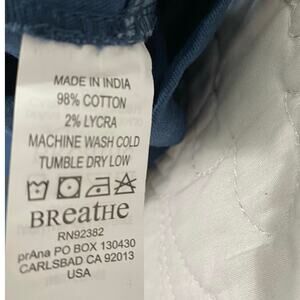 MADE IN INDIA
98% COTTON
2% LYCRA
MACHINE WASH COLD
TUMBLE DRY LOW
BREATHE
RN92382
prAna PO BOX 130430
CARLSBAD CA 92013
USA